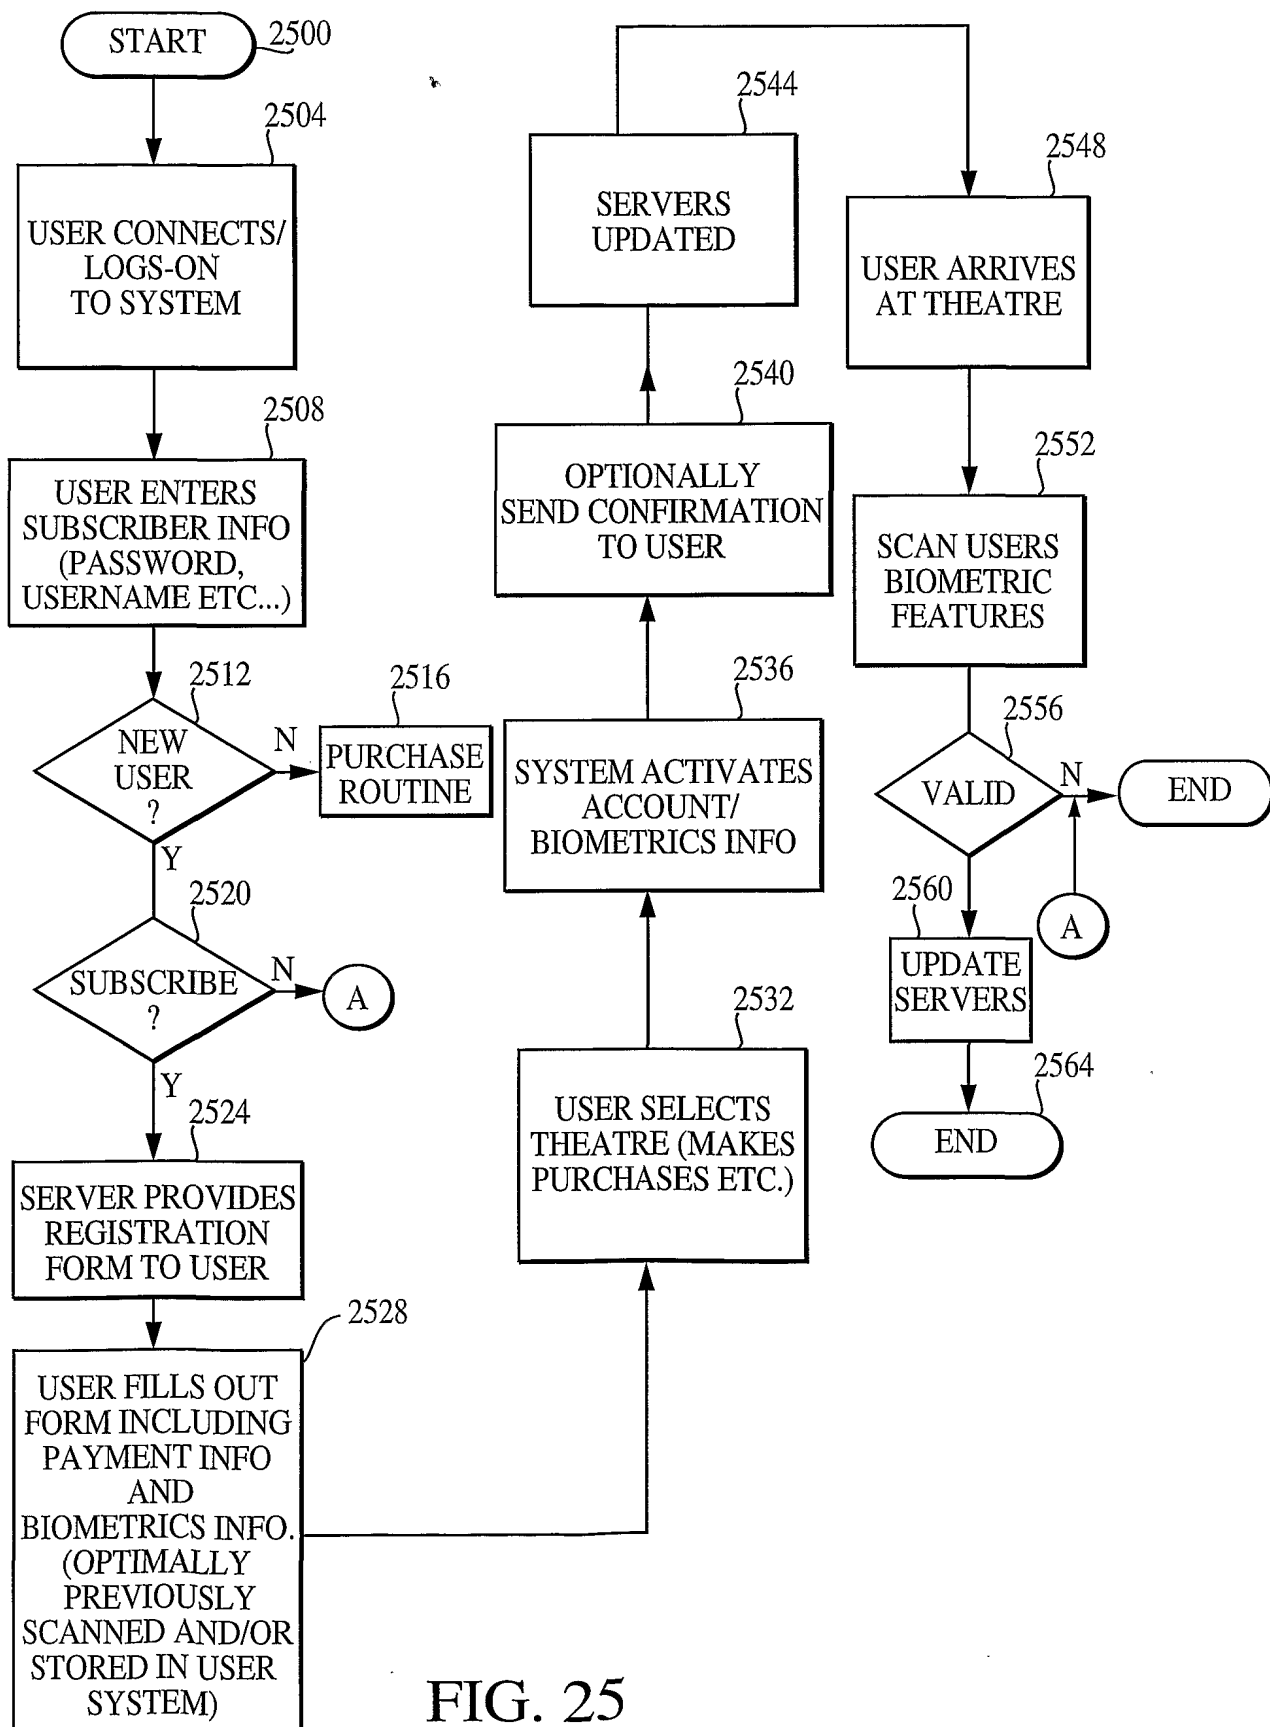 START
2500
2504
USER CONNECTS/
LOGS-ON
TO SYSTEM
2508
USER ENTERS
SUBSCRIBER INFO
(PASSWORD,
USERNAME ETC...)
2512
NEW
USER
?
N
Y
2516
PURCHASE
ROUTINE
2520
SUBSCRIBE
?
N
A
Y
2524
SERVER PROVIDES
REGISTRATION
FORM TO USER
2528
USER FILLS OUT
FORM INCLUDING
PAYMENT INFO
AND
BIOMETRICS INFO.
(OPTIMALLY
PREVIOUSLY
SCANNED AND/OR
STORED IN USER
SYSTEM)
2532
USER SELECTS
THEATRE (MAKES
PURCHASES ETC.)
2536
SYSTEM ACTIVATES
ACCOUNT/
BIOMETRICS INFO
2540
OPTIONALLY
SEND CONFIRMATION
TO USER
2544
SERVERS
UPDATED
2548
USER ARRIVES
AT THEATRE
2552
SCAN USERS
BIOMETRIC
FEATURES
2556
VALID
N
END
A
2560
UPDATE
SERVERS
2564
END
FIG. 25